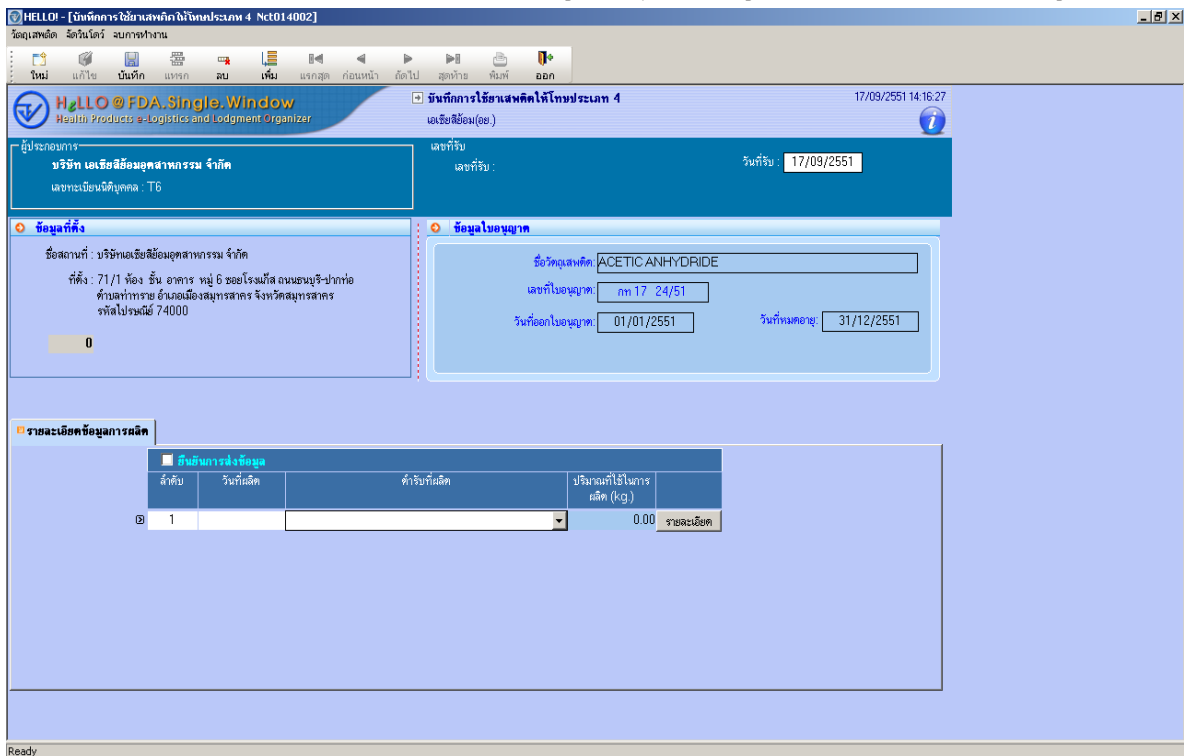 HELLO! - [บันทึกการใช้ยาเสพติดให้โทษประเภท 4 Nct014002]
วัตถุเสพติด จัดวินโดว์ จบการทำงาน
ใหม่ แก้ไข บันทึก แทรก ลบ เพิ่ม แรกสุด ก่อนหน้า ถัดไป สุดท้าย พิมพ์ ออก
HeLLO @ FDA.Single.Window
Health Products e-Logistics and Lodgment Organizer
บันทึกการใช้ยาเสพติดให้โทษประเภท 4
17/09/2551 14:16:27
เอเชียสีย้อม(อย.)
ผู้ประกอบการ
บริษัท เอเชียสีย้อมอุตสาหกรรม จำกัด
เลขทะเบียนนิติบุคคล : T6
เลขที่รับ
เลขที่รับ :
วันที่รับ : 17/09/2551
ข้อมูลที่ตั้ง
ชื่อสถานที่ : บริษัทเอเชียสีย้อมอุตสาหกรรม จำกัด
ที่ตั้ง : 71/1 ห้อง ชั้น อาคาร หมู่ 6 ซอยโรงแก๊ส ถนนธนบุรี-ปากท่อ
ตำบลท่าทราย อำเภอเมืองสมุทรสาคร จังหวัดสมุทรสาคร
รหัสไปรษณีย์ 74000
0
ข้อมูลใบอนุญาต
ชื่อวัตถุเสพติด: ACETIC ANHYDRIDE
เลขที่ใบอนุญาต: กท 17 24/51
วันที่ออกใบอนุญาต: 01/01/2551 วันที่หมดอายุ: 31/12/2551
รายละเอียดข้อมูลการผลิต
ยืนยันการส่งข้อมูล
ลำดับ วันที่ผลิต ตำรับที่ผลิต ปริมาณที่ใช้ในการ
ผลิต (kg.)
1 0.00 รายละเอียด
Ready